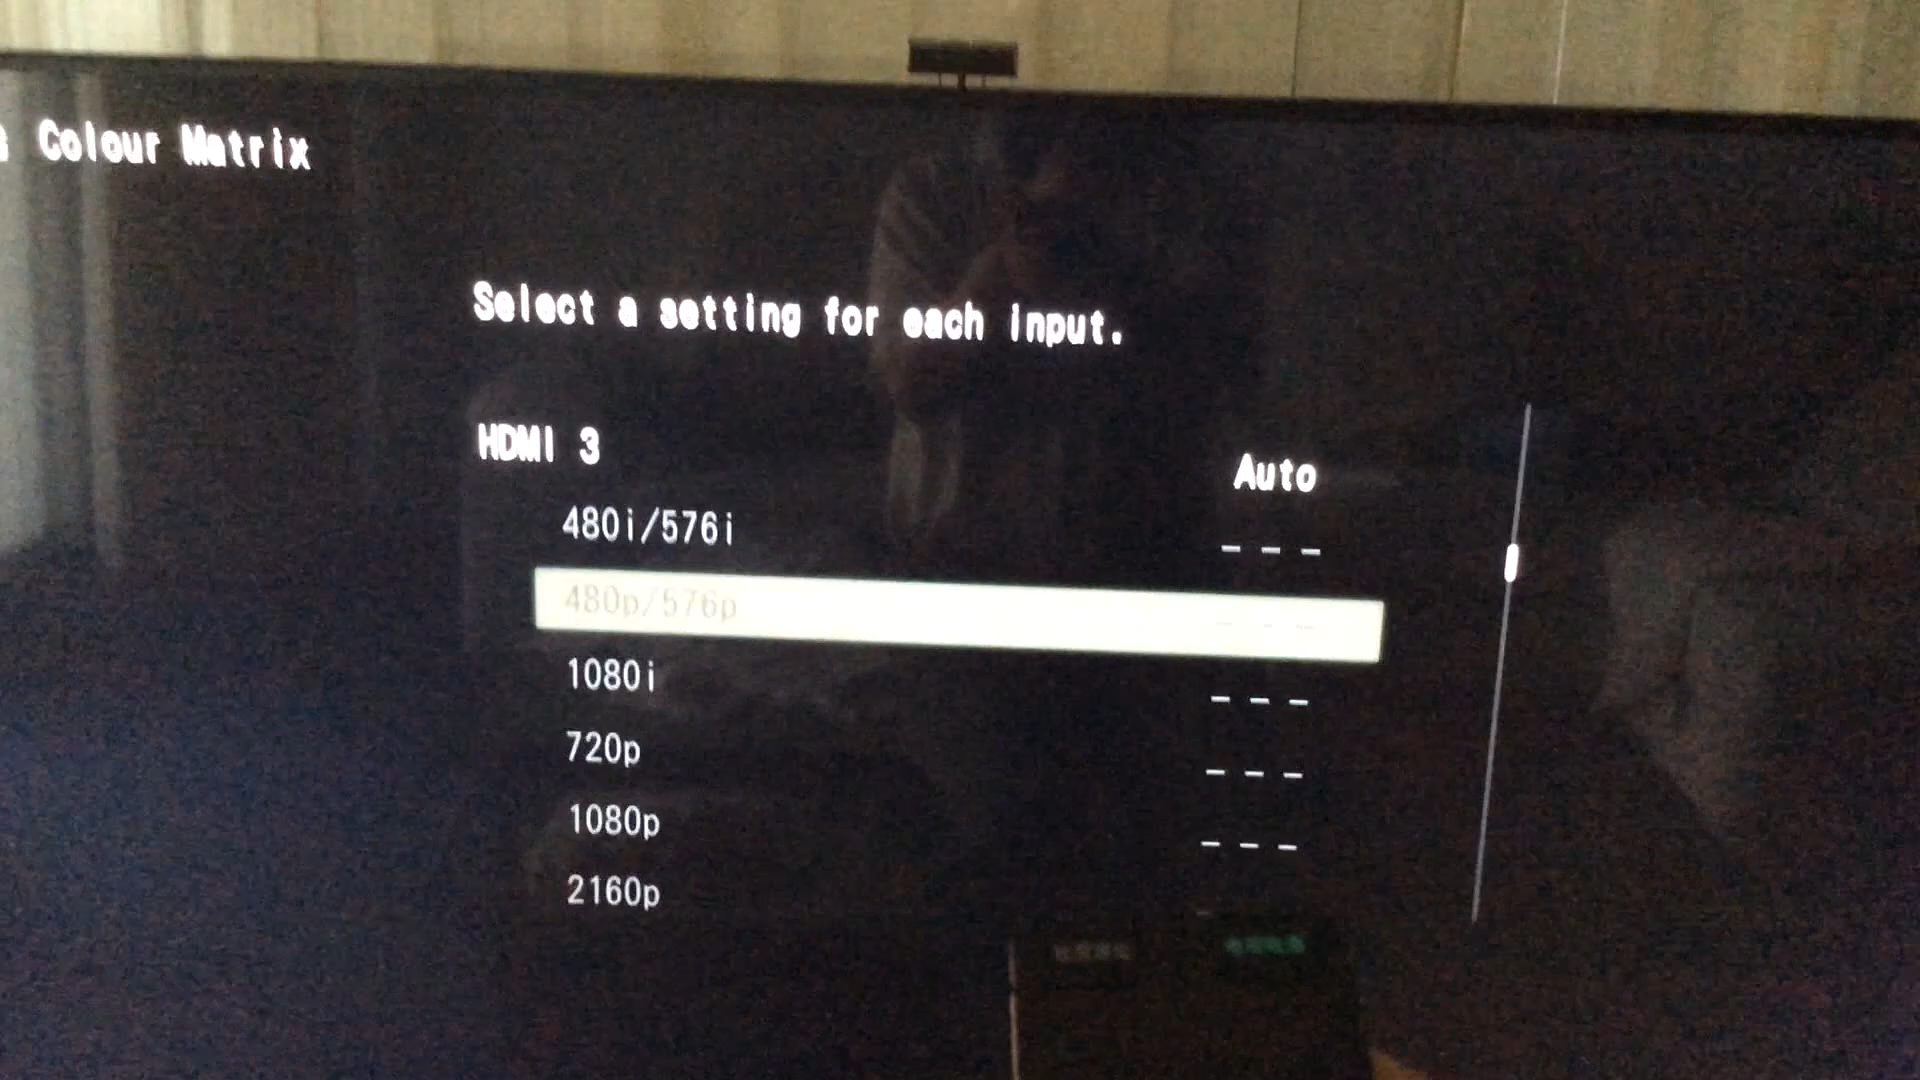 Colour Matrix
Select a setting for each input.
HDMI 3 Auto
480i/576i - - -
480p/576p - - -
1080i - - -
720p - - -
1080p - - -
2160p